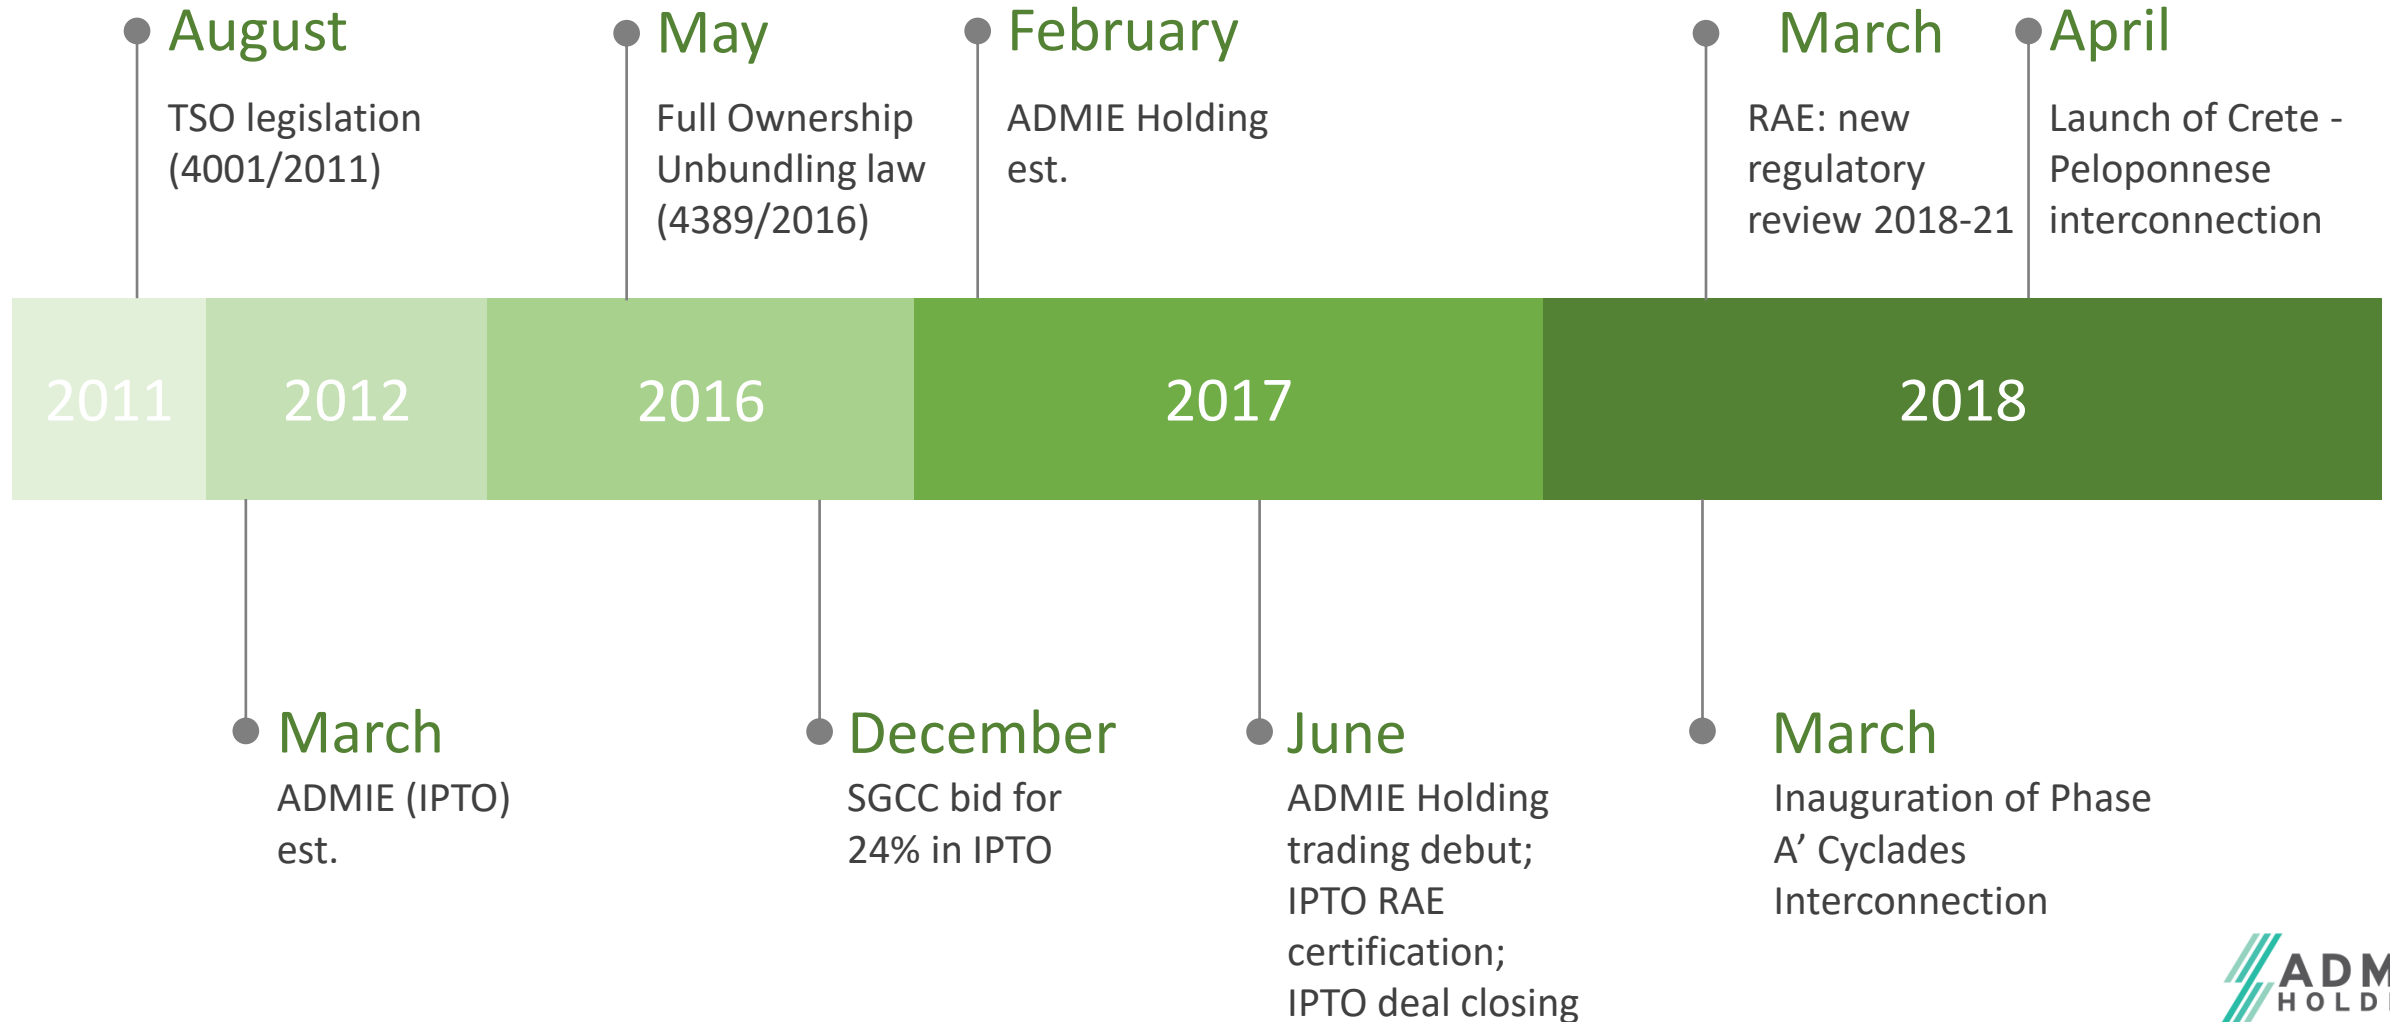 August
TSO legislation
(4001/2011)
May
Full Ownership
Unbundling law
(4389/2016)
February
ADMIE Holding
est.
March
RAE: new
regulatory
review 2018-21
April
Launch of Crete -
Peloponnese
interconnection
2011
2012
2016
2017
2018
March
ADMIE (IPTO)
est.
December
SGCC bid for
24% in IPTO
June
ADMIE Holding
trading debut;
IPTO RAE
certification;
IPTO deal closing
March
Inauguration of Phase
A’ Cyclades
Interconnection